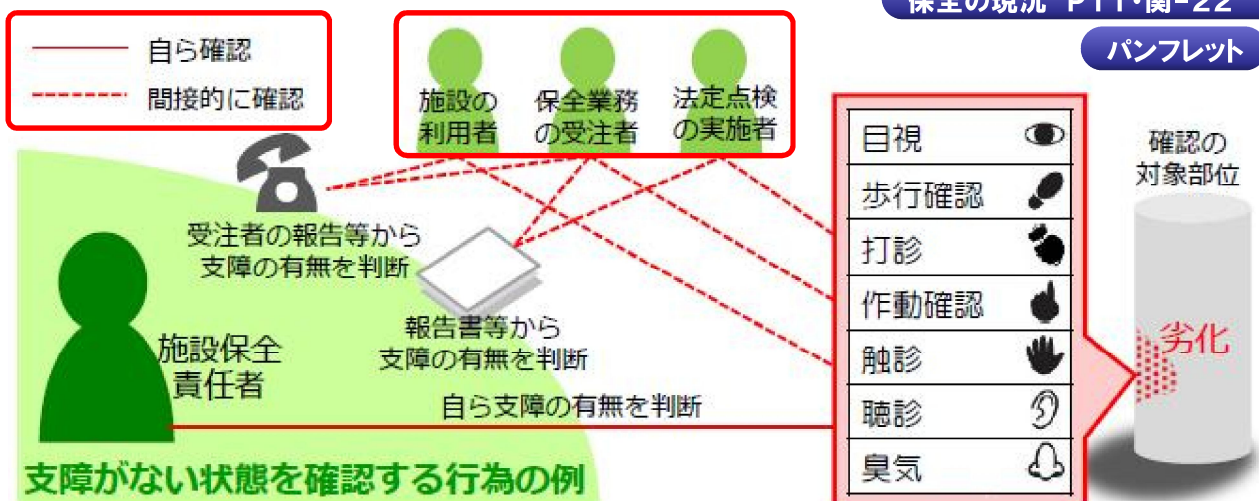 保全の現況 P11・関-22
パンフレット
自ら確認
間接的に確認
施設の
利用者
保全業務
の受注者
法定点検
の実施者
受注者の報告等から
支障の有無を判断
報告書等から
支障の有無を判断
施設保全
責任者
自ら支障の有無を判断
支障がない状態を確認する行為の例
目視
歩行確認
打診
作動確認
触診
聴診
臭気
確認の
対象部位
劣化